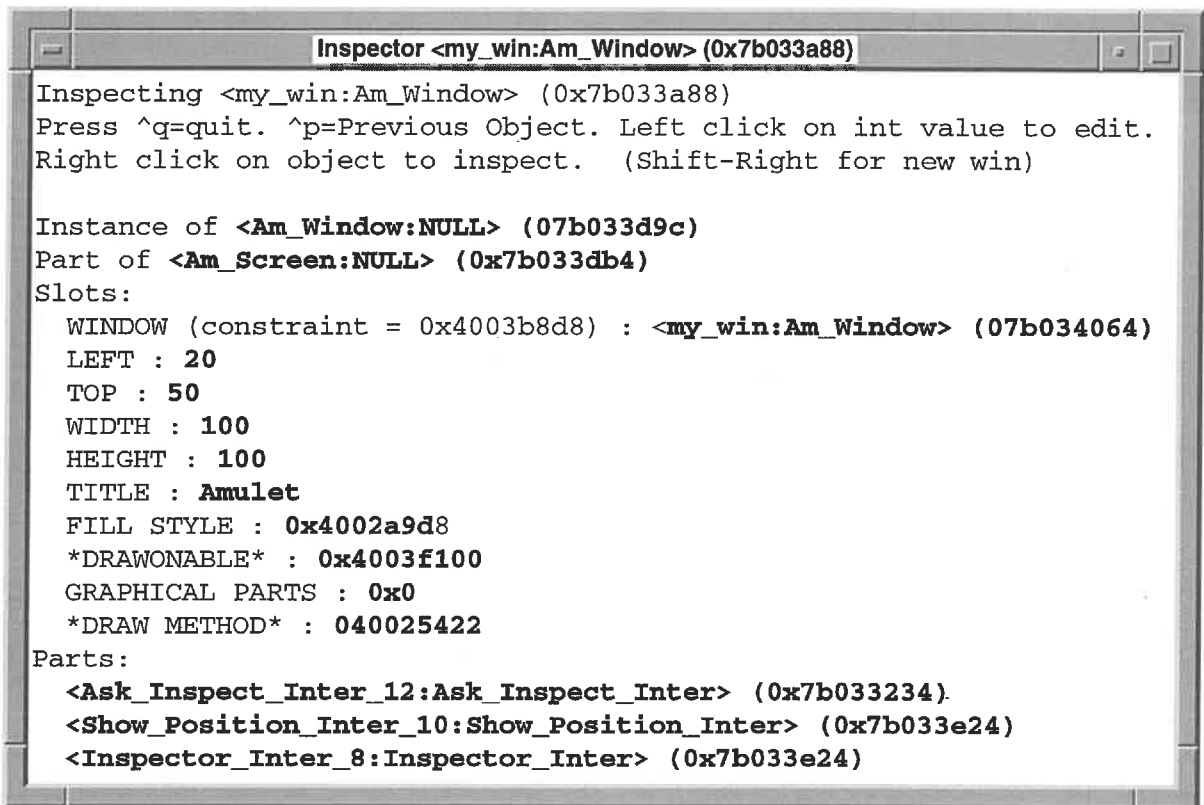 Inspector <my_win:Am_Window> (0x7b033a88)
Inspecting <my_win:Am_Window> (0x7b033a88)
Press ^q=quit. ^p=Previous Object. Left click on int value to edit.
Right click on object to inspect. (Shift-Right for new win)
Instance of <Am_Window:NULL> (07b033d9c)
Part of <Am_Screen:NULL> (0x7b033db4)
Slots:
WINDOW (constraint = 0x4003b8d8) : <my_win:Am_Window> (07b034064)
LEFT : 20
TOP : 50
WIDTH : 100
HEIGHT : 100
TITLE : Amulet
FILL STYLE : 0x4002a9d8
*DRAWONABLE* : 0x4003f100
GRAPHICAL PARTS : 0x0
*DRAW METHOD* : 040025422
Parts:
<Ask_Inspect_Inter_12:Ask_Inspect_Inter> (0x7b033234)
<Show_Position_Inter_10:Show_Position_Inter> (0x7b033e24)
<Inspector_Inter_8:Inspector_Inter> (0x7b033e24)